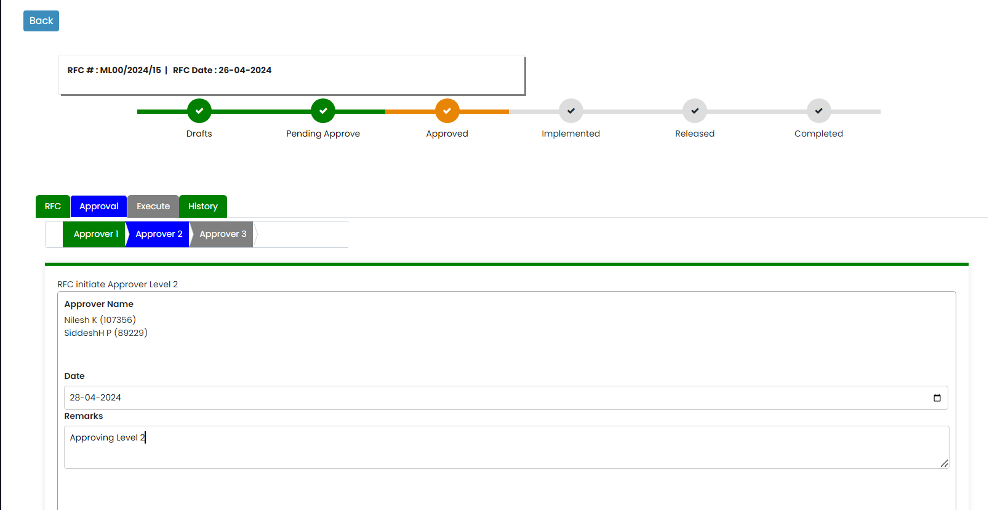 Back
RFC # : ML00/2024/15 | RFC Date : 26-04-2024
Drafts Pending Approve Approved Implemented Released Completed
RFC Approval Execute History
Approver 1 Approver 2 Approver 3
RFC initiate Approver Level 2
Approver Name
Nilesh K (107356)
SiddeshH P (89229)
Date
28-04-2024
Remarks
Approving Level 2